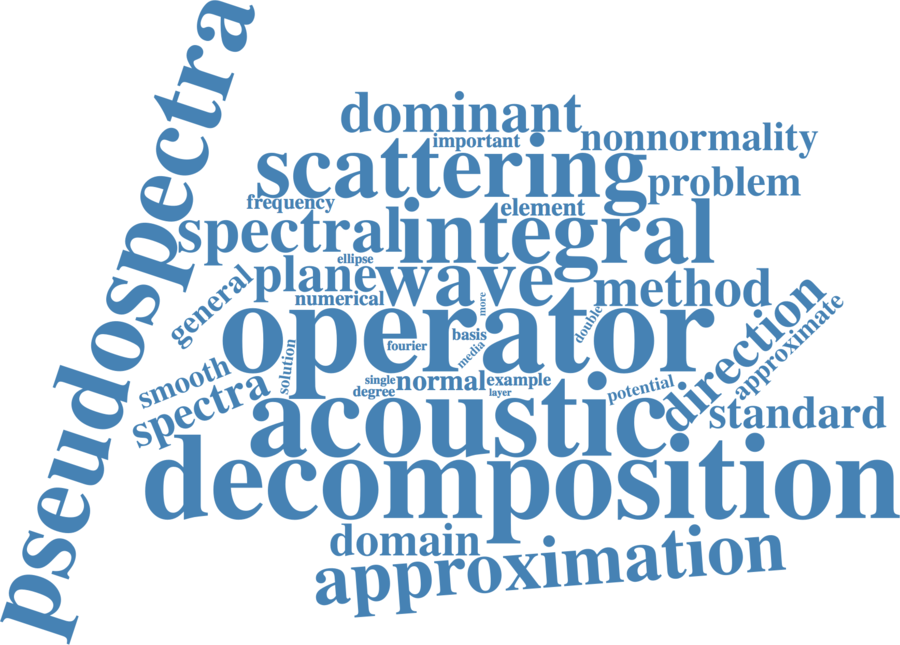 pseudospectra
dominant
important
nonnormality
scattering
problem
frequency
element
spectral
integral
ellipse
general
plane
wave
numerical
more
method
operator
double
direction
approximate
fourier
basis
media
smooth
solution
spectra
single
normal
example
degree
layer
potential
acoustic
standard
decomposition
domain
approximation